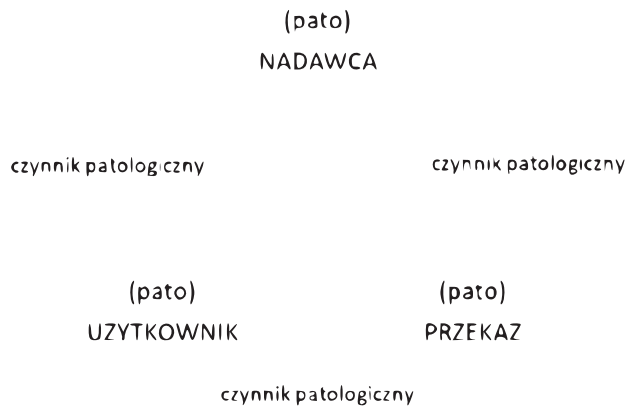 (pato)
NADAWCA
czynnik patologiczny
czynnik patologiczny
(pato)
UZYTKOWNIK
(pato)
PRZEKAZ
czynnik patologiczny